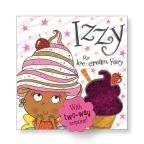 Izzy
the Ice-cream Fairy
With
two-way
sequins!